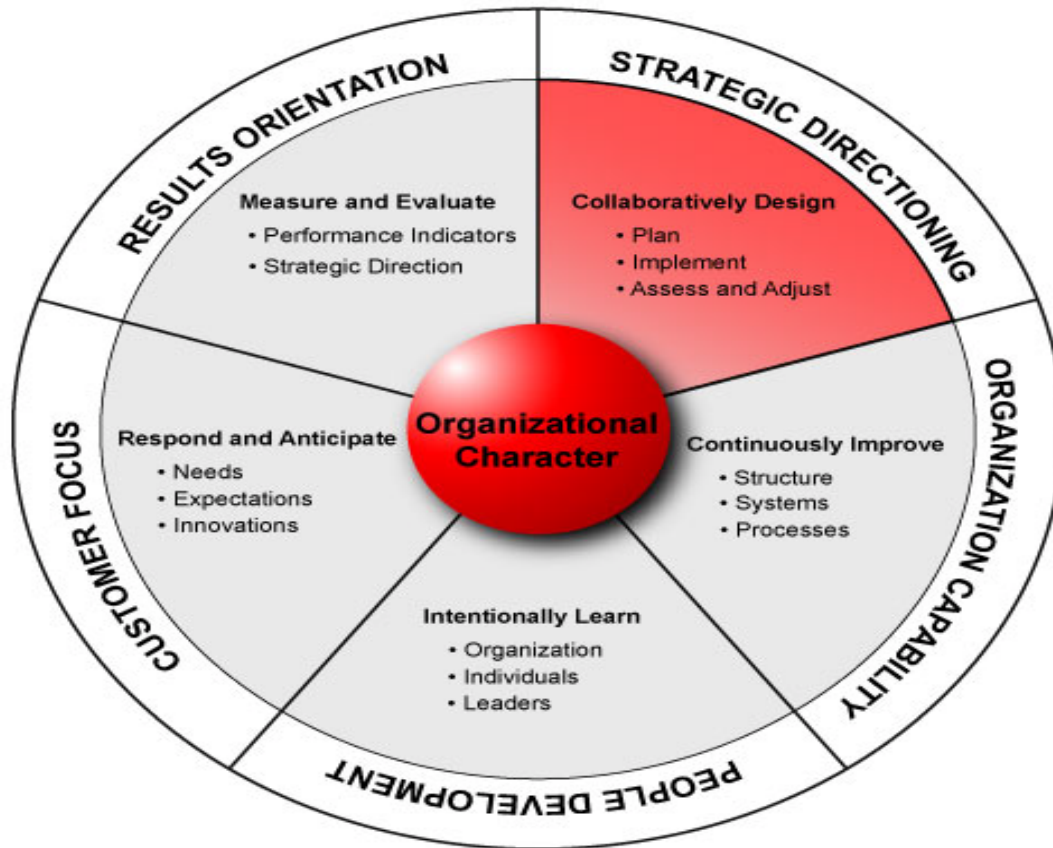 STRATEGIC DIRECTIONING
Collaboratively Design
• Plan
• Implement
• Assess and Adjust
ORGANIZATION CAPABILITY
Continuously Improve
• Structure
• Systems
• Processes
PEOPLE DEVELOPMENT
Intentionally Learn
• Organization
• Individuals
• Leaders
CUSTOMER FOCUS
Respond and Anticipate
• Needs
• Expectations
• Innovations
RESULTS ORIENTATION
Measure and Evaluate
• Performance Indicators
• Strategic Direction
Organizational
Character